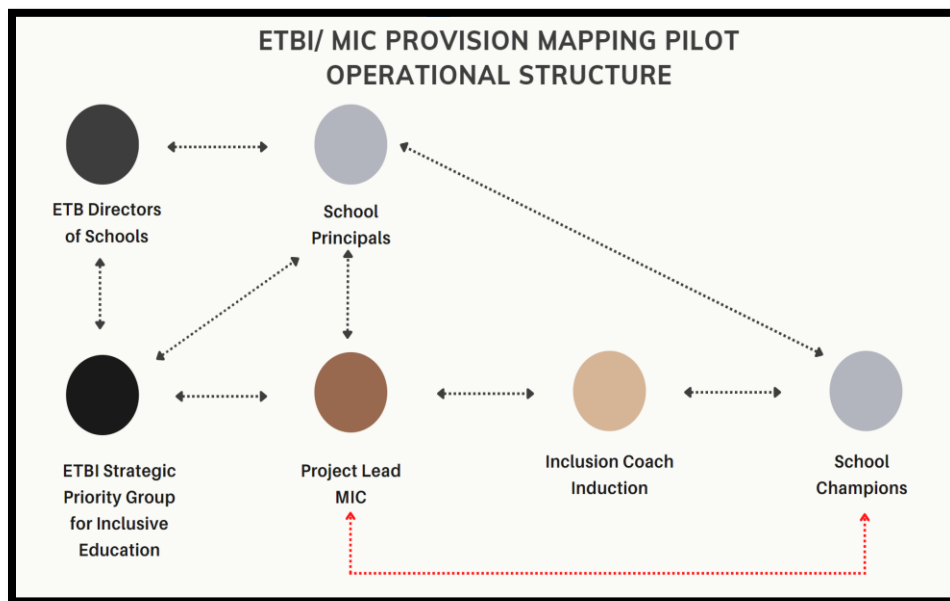 ETBI/ MIC PROVISION MAPPING PILOT
OPERATIONAL STRUCTURE
ETB Directors
of Schools
School
Principals
ETBI Strategic
Priority Group
for Inclusive
Education
Project Lead
MIC
Inclusion Coach
Induction
School
Champions